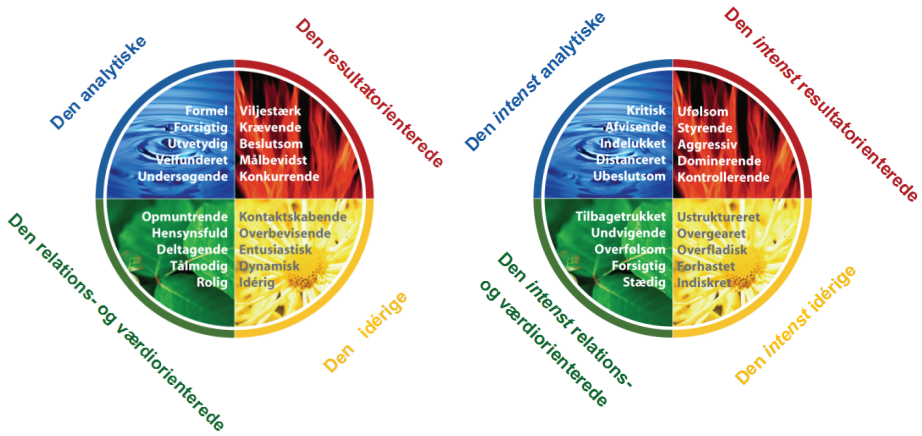 Den analytiske
Den resultatorienterede
Formel
Forsigtig
Utvetydig
Velfunderet
Undersøgende
Viljestærk
Krævende
Beslutsom
Målbevidst
Konkurrende
Opmuntrende
Hensynsfuld
Deltagende
Tålmodig
Rolig
Kontaktskabende
Overbevisende
Entusiastisk
Dynamisk
Idérig
Den relations- og værdiorienterede
Den idérige
Den intenst analytiske
Den intenst resultatorienterede
Kritisk
Afvisende
Indelukket
Distanceret
Ubeslutsom
Ufølsom
Styrende
Aggressiv
Dominerende
Kontrollerende
Tilbagetrukket
Undvigende
Overfølsom
Forsigtig
Stædig
Ustruktureret
Overgearet
Overfladisk
Forhastet
Indiskret
Den intenst relations-
og værdiorienterede
Den intenst idérige